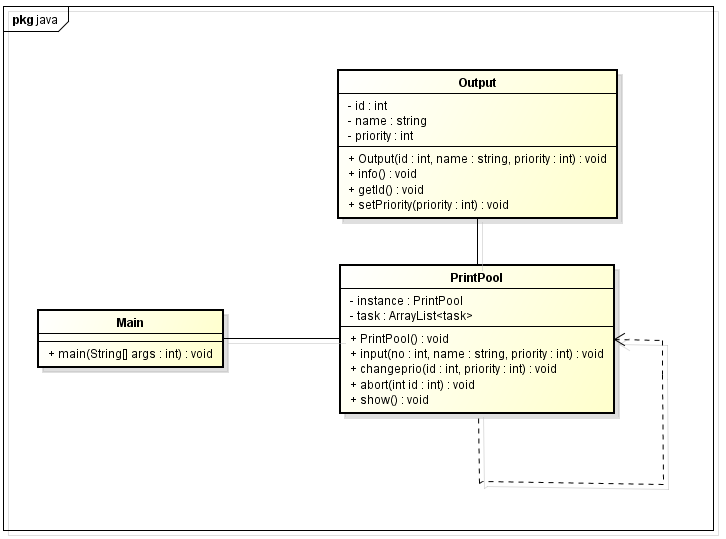 pkg java
Output
- id : int
- name : string
- priority : int
+ Output(id : int, name : string, priority : int) : void
+ info() : void
+ getId() : void
+ setPriority(priority : int) : void
PrintPool
- instance : PrintPool
- task : ArrayList<task>
+ PrintPool() : void
+ input(no : int, name : string, priority : int) : void
+ changeprio(id : int, priority : int) : void
+ abort(int id : int) : void
+ show() : void
Main
+ main(String[] args : int) : void